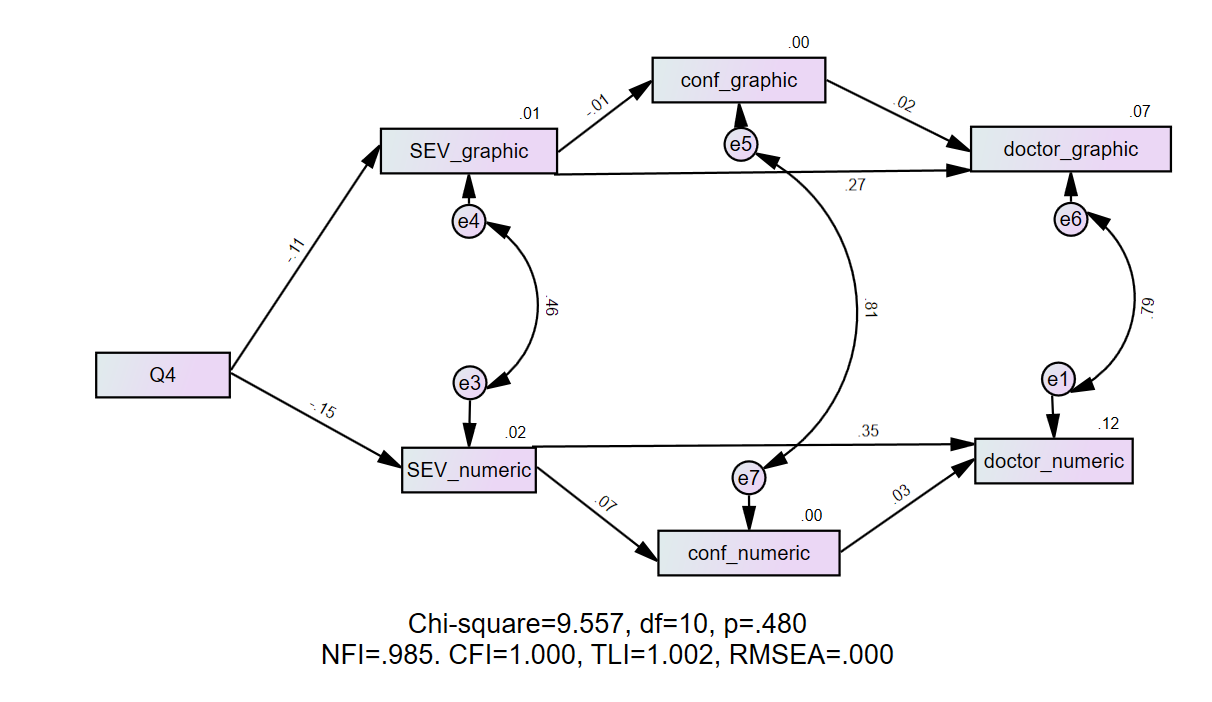 .00
conf_graphic
-.01
.02
.01
.07
SEV_graphic
e5
doctor_graphic
.27
e4
e6
-.11
.46
.81
.79
Q4
e3
e1
-.15
.02
.35
.12
SEV_numeric
doctor_numeric
e7
.07
.03
.00
conf_numeric
Chi-square=9.557, df=10, p=.480
NFI=.985. CFI=1.000, TLI=1.002, RMSEA=.000